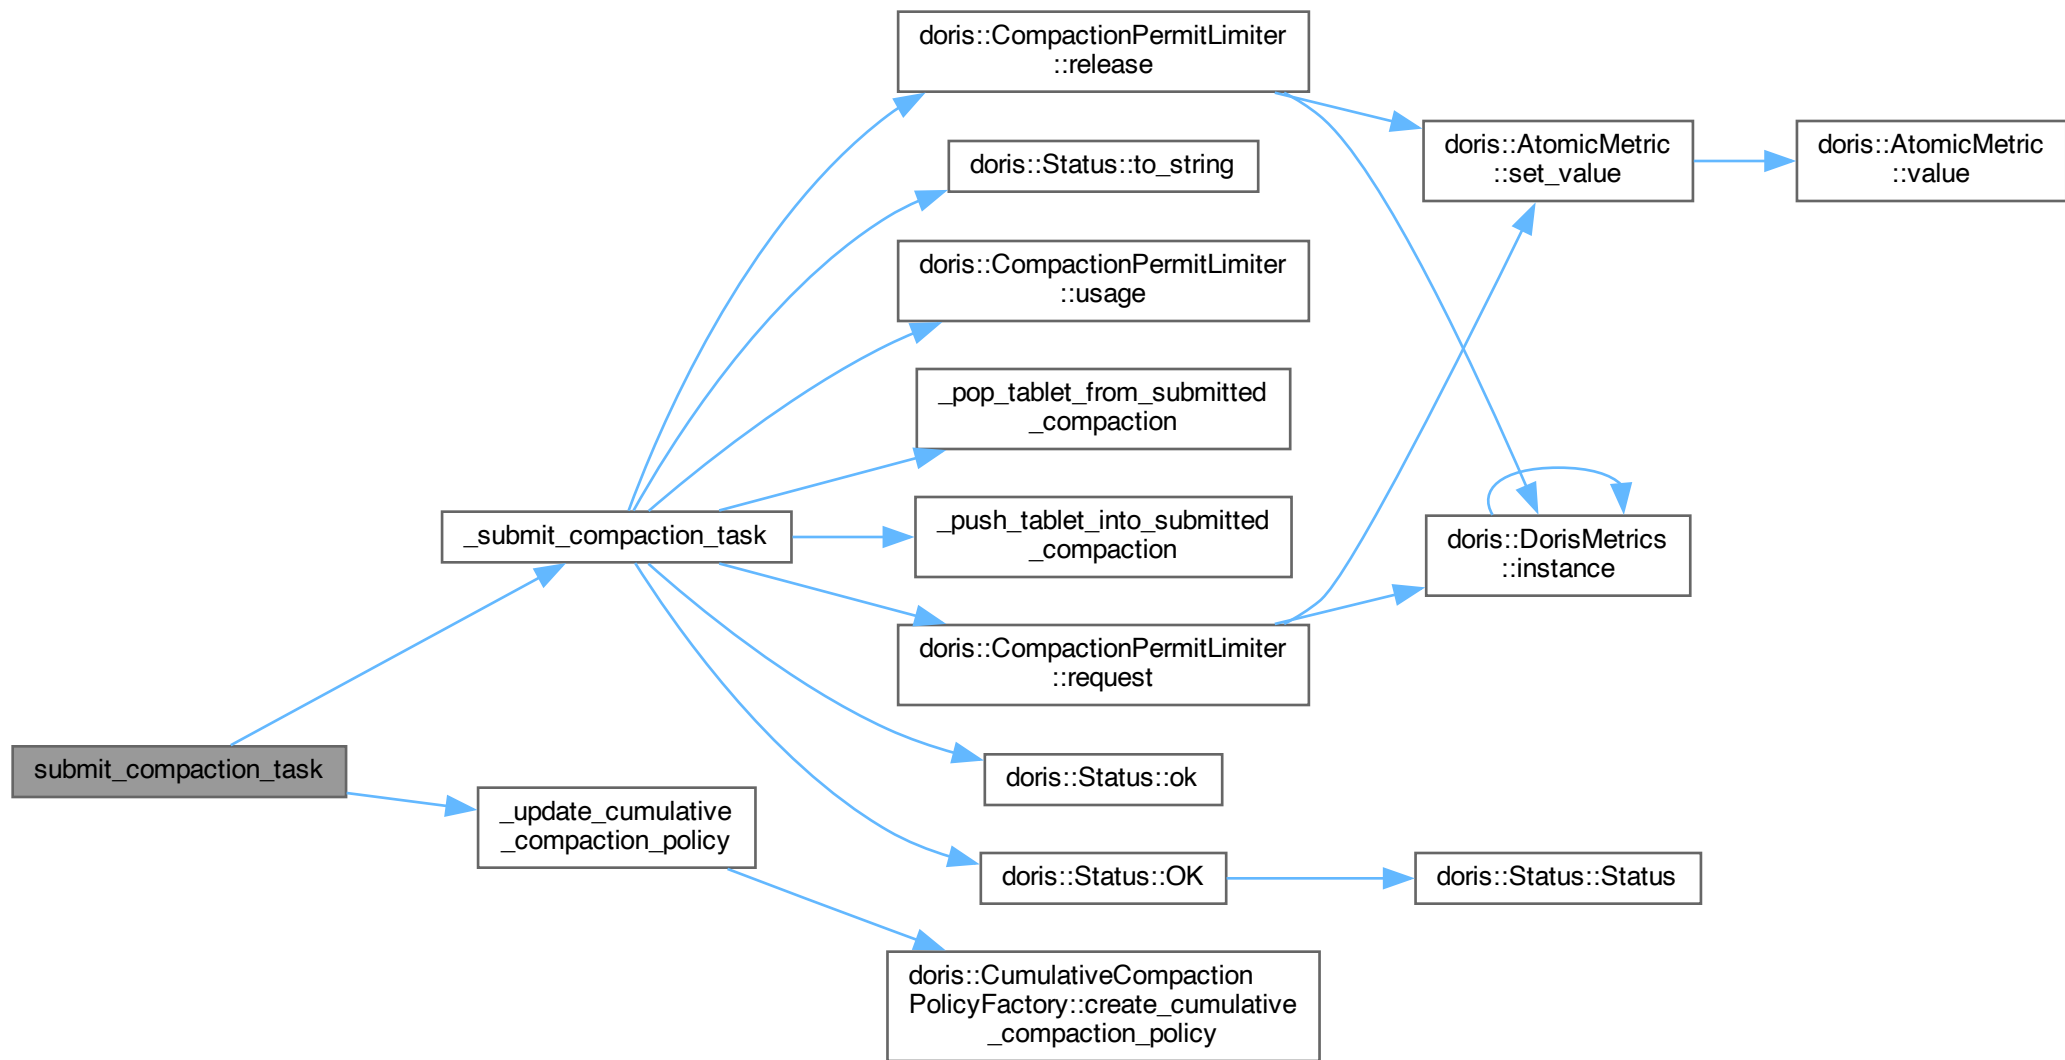 doris::CompactionPermitLimiter
::release
doris::AtomicMetric
::set_value
doris::AtomicMetric
::value
doris::Status::to_string
doris::CompactionPermitLimiter
::usage
_pop_tablet_from_submitted
_compaction
_submit_compaction_task
_push_tablet_into_submitted
_compaction
doris::DorisMetrics
::instance
doris::CompactionPermitLimiter
::request
submit_compaction_task
doris::Status::ok
_update_cumulative
_compaction_policy
doris::Status::OK
doris::Status::Status
doris::CumulativeCompaction
PolicyFactory::create_cumulative
_compaction_policy